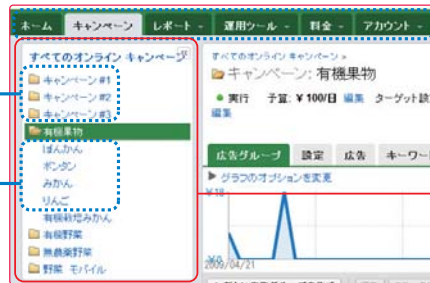 ホーム キャンペーン レポート 運用ツール 料金 アカウント
すべてのオンライン キャンペーン
キャンペーン #1
キャンペーン #2
キャンペーン #3
有機果物
ぽんかん
ポンタン
みかん
りんご
有機栽培みかん
有機野菜
無農薬野菜
野菜 モバイル
すべてのオンライン キャンペーン »
キャンペーン: 有機果物
実行 予算: ¥100/日 編集 ターゲット設
編集
広告グループ 設定 広告 キーワー
グラフのオプションを変更
¥18
¥0
2009/04/21